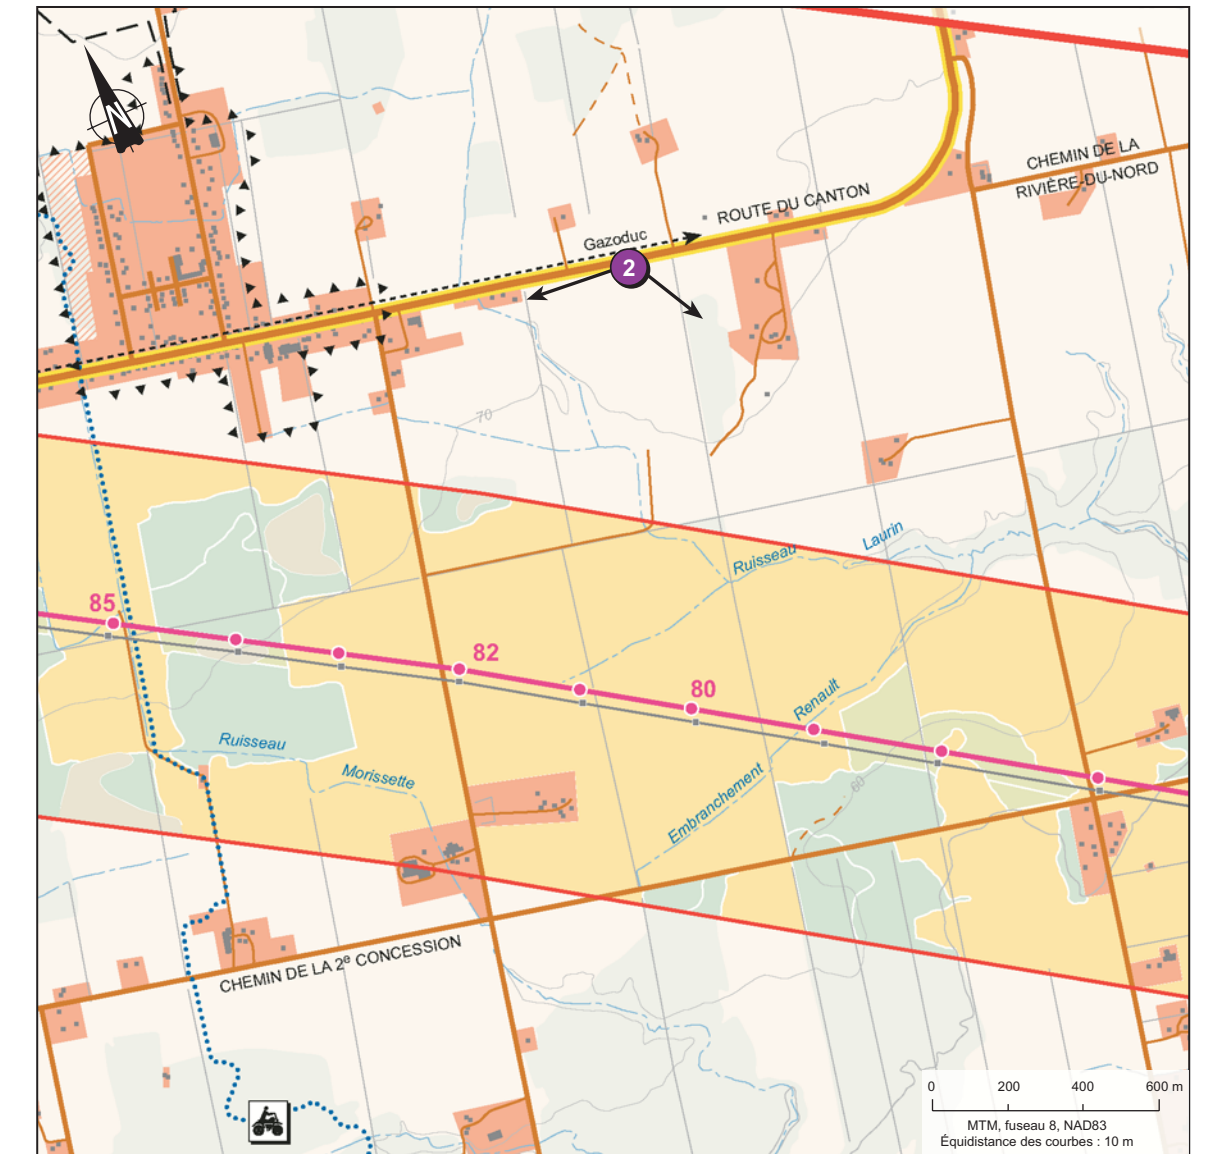 N
CHEMIN DE LA
RIVIÈRE-DU-NORD
ROUTE DU CANTON
Gazoduc
2
70
Ruisseau
Laurin
85
82
80
Renault
Ruisseau
Morissette
Embranchement
80
CHEMIN DE LA 2e CONCESSION
0 200 400 600 m
MTM, fuseau 8, NAD83
Équidistance des courbes : 10 m